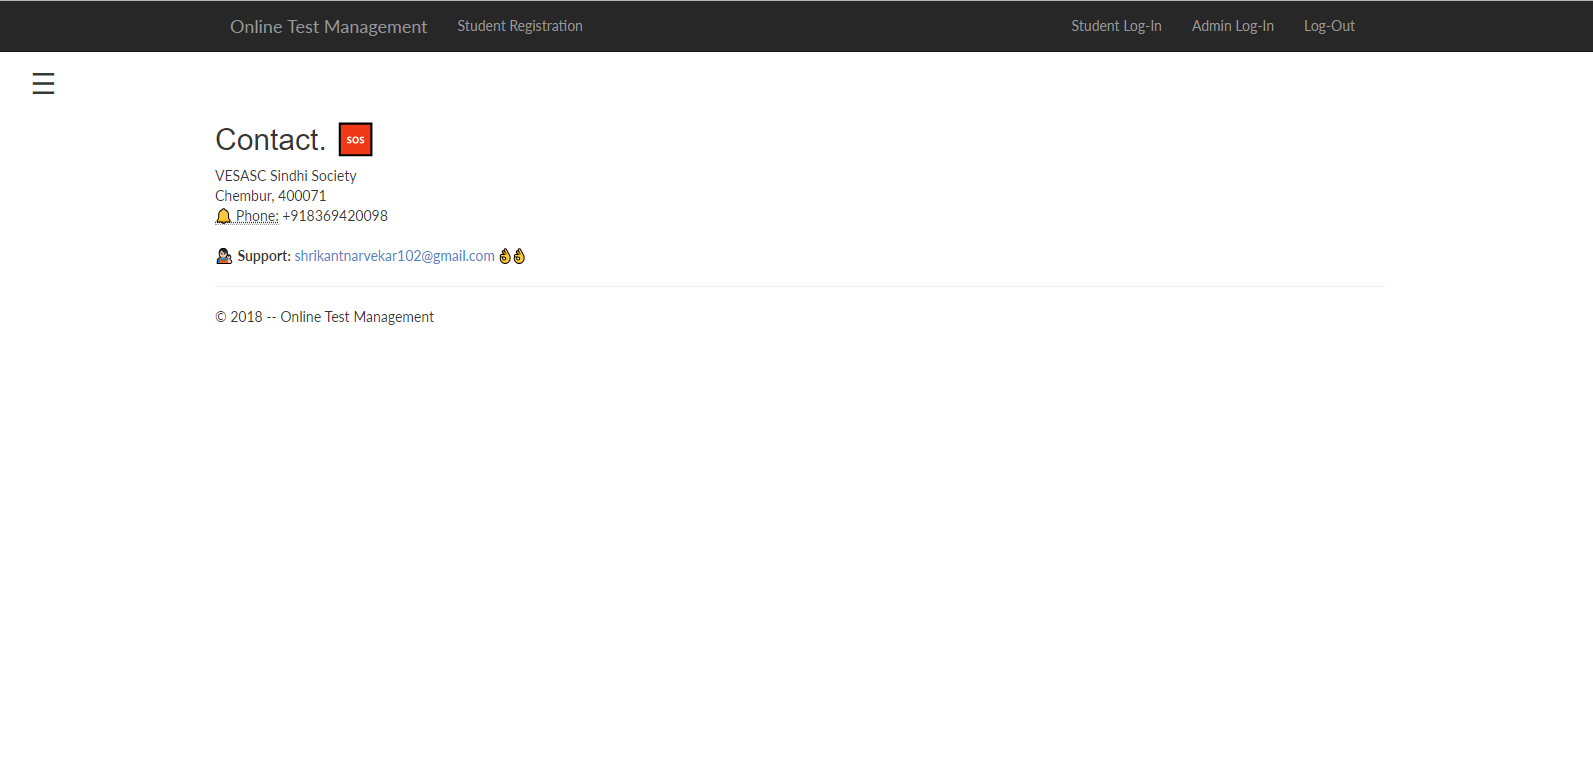 Online Test Management Student Registration Student Log-In Admin Log-In Log-Out
☰
Contact. SOS
VESASC Sindhi Society
Chembur, 400071
🔔 Phone: +918369420098
Support: shrikantnarvekar102@gmail.com 👌👌
© 2018 -- Online Test Management